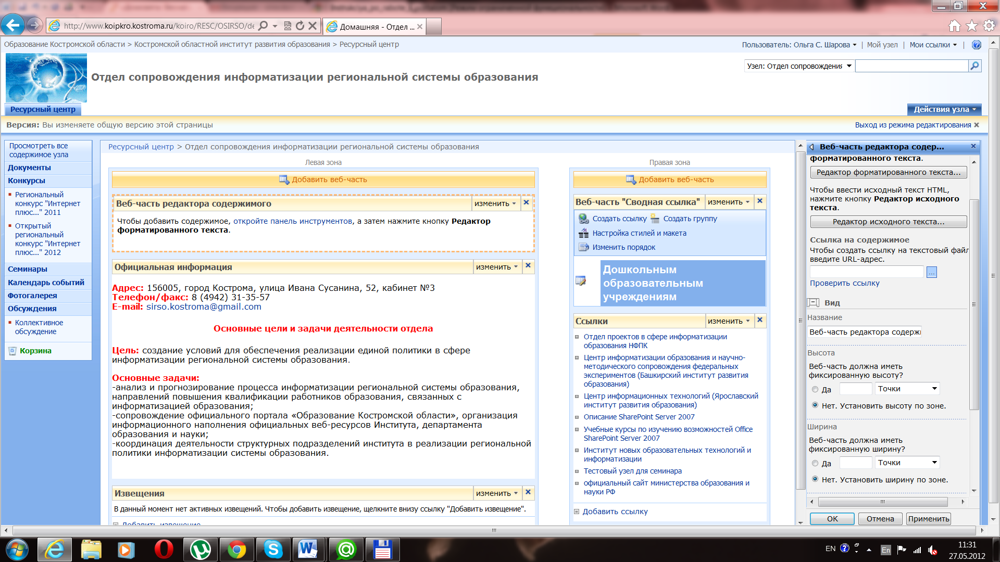 http://www.koipkro.kostroma.ru/koiro/RESC/OSIRSO/de
Домашняя - Отдел ...
Образование Костромской области > Костромской областной институт развития образования > Ресурсный центр
Пользователь: Ольга С. Шарова
Мой узел
Мои ссылки
Отдел сопровождения информатизации региональной системы образования
Узел: Отдел сопровождения
Ресурсный центр
Действия узла
Версия: Вы изменяете общую версию этой страницы
Выход из режима редактирования
Просмотреть все
содержимое узла
Документы
Конкурсы
Региональный
конкурс "Интернет
плюс..." 2011
Открытый
региональный
конкурс "Интернет
плюс..." 2012
Семинары
Календарь событий
Фотогалерея
Обсуждения
Коллективное
обсуждение
Корзина
Ресурсный центр > Отдел сопровождения информатизации региональной системы образования
Левая зона
Добавить веб-часть
Веб-часть редактора содержимого
изменить
Чтобы добавить содержимое, откройте панель инструментов, а затем нажмите кнопку Редактор
форматированного текста.
Официальная информация
изменить
Адрес: 156005, город Кострома, улица Ивана Сусанина, 52, кабинет №3
Телефон/факс: 8 (4942) 31-35-57
E-mail: sirso.kostroma@gmail.com
Основные цели и задачи деятельности отдела
Цель: создание условий для обеспечения реализации единой политики в сфере
информатизации региональной системы образования.
Основные задачи:
-анализ и прогнозирование процесса информатизации региональной системы образования,
направлений повышения квалификации работников образования, связанных с
информатизацией образования;
-сопровождение официального портала «Образование Костромской области», организация
информационного наполнения официальных веб-ресурсов Института, департамента
образования и науки;
-координация деятельности структурных подразделений института в реализации региональной
политики информатизации системы образования.
Извещения
изменить
В данный момент нет активных извещений. Чтобы добавить извещение, щелкните внизу ссылку "Добавить извещение".
Добавить извещение
Правая зона
Добавить веб-часть
Веб-часть "Сводная ссылка"
изменить
Создать ссылку
Создать группу
Настройка стилей и макета
Изменить порядок
Дошкольным
образовательным
учреждениям
Ссылки
изменить
Отдел проектов в сфере информатизации
образования НФПК
Центр информатизации образования и научно-
методического сопровождения федеральных
экспериментов (Башкирский институт развития
образования)
Центр информационных технологий (Ярославский
институт развития образования)
Описание SharePoint Server 2007
Учебные курсы по изучению возможностей Office
SharePoint Server 2007
Институт новых образовательных технологий и
информатизации
Тестовый узел для семинара
официальный сайт министерства образования и
науки РФ
Добавить ссылку
Веб-часть редактора содер...
форматированного текста.
Редактор форматированного текста...
Чтобы ввести исходный текст HTML,
нажмите кнопку Редактор исходного
текста.
Редактор исходного текста...
Ссылка на содержимое
Чтобы создать ссылку на текстовый файл
введите URL-адрес.
...
Проверить ссылку
Вид
Название
Веб-часть редактора содержи
Высота
Веб-часть должна иметь
фиксированную высоту?
Да
Точки
Нет. Установить высоту по зоне.
Ширина
Веб-часть должна иметь
фиксированную ширину?
Да
Точки
Нет. Установить ширину по зоне.
ОК
Отмена
Применить
EN
En
11:31
27.05.2012